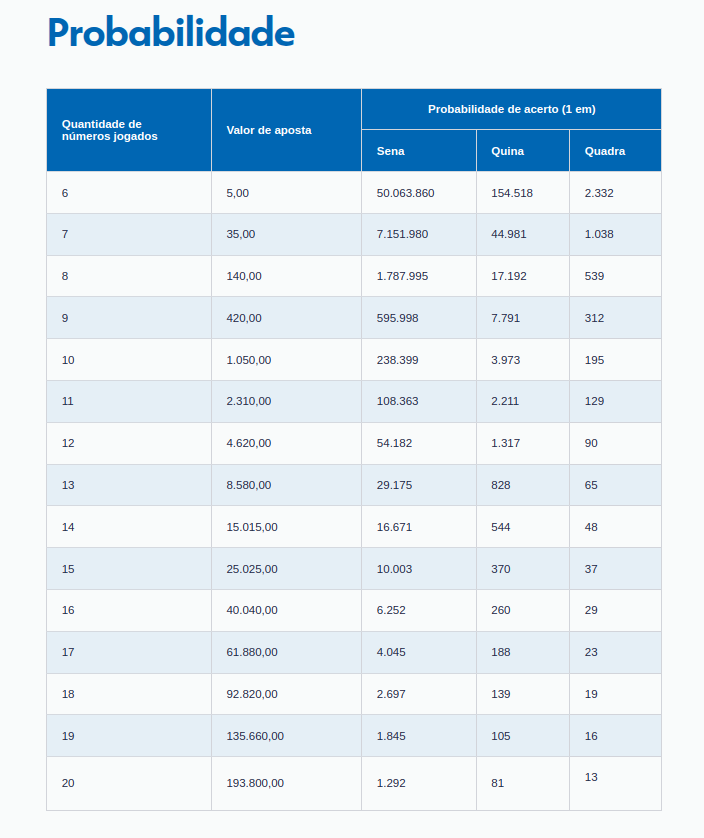 Probabilidade
Quantidade de
números jogados
Valor de aposta
Probabilidade de acerto (1 em)
Sena Quina Quadra
6 5,00 50.063.860 154.518 2.332
7 35,00 7.151.980 44.981 1.038
8 140,00 1.787.995 17.192 539
9 420,00 595.998 7.791 312
10 1.050,00 238.399 3.973 195
11 2.310,00 108.363 2.211 129
12 4.620,00 54.182 1.317 90
13 8.580,00 29.175 828 65
14 15.015,00 16.671 544 48
15 25.025,00 10.003 370 37
16 40.040,00 6.252 260 29
17 61.880,00 4.045 188 23
18 92.820,00 2.697 139 19
19 135.660,00 1.845 105 16
20 193.800,00 1.292 81 13